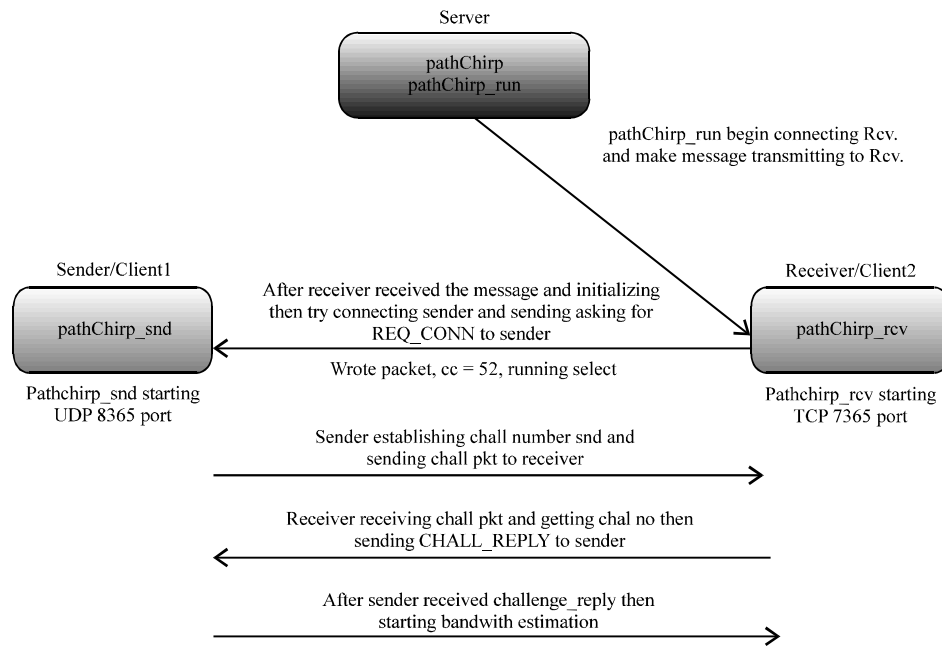 Server
pathChirp
pathChirp_run
pathChirp_run begin connecting Rcv.
and make message transmitting to Rcv.
Sender/Client1
Receiver/Client2
After receiver received the message and initializing
then try connecting sender and sending asking for
REQ_CONN to sender
pathChirp_snd
pathChirp_rcv
Wrote packet, cc = 52, running select
Pathchirp_snd starting
UDP 8365 port
Pathchirp_rcv starting
TCP 7365 port
Sender establishing chall number snd and
sending chall pkt to receiver
Receiver receiving chall pkt and getting chal no then
sending CHALL_REPLY to sender
After sender received challenge_reply then
starting bandwith estimation